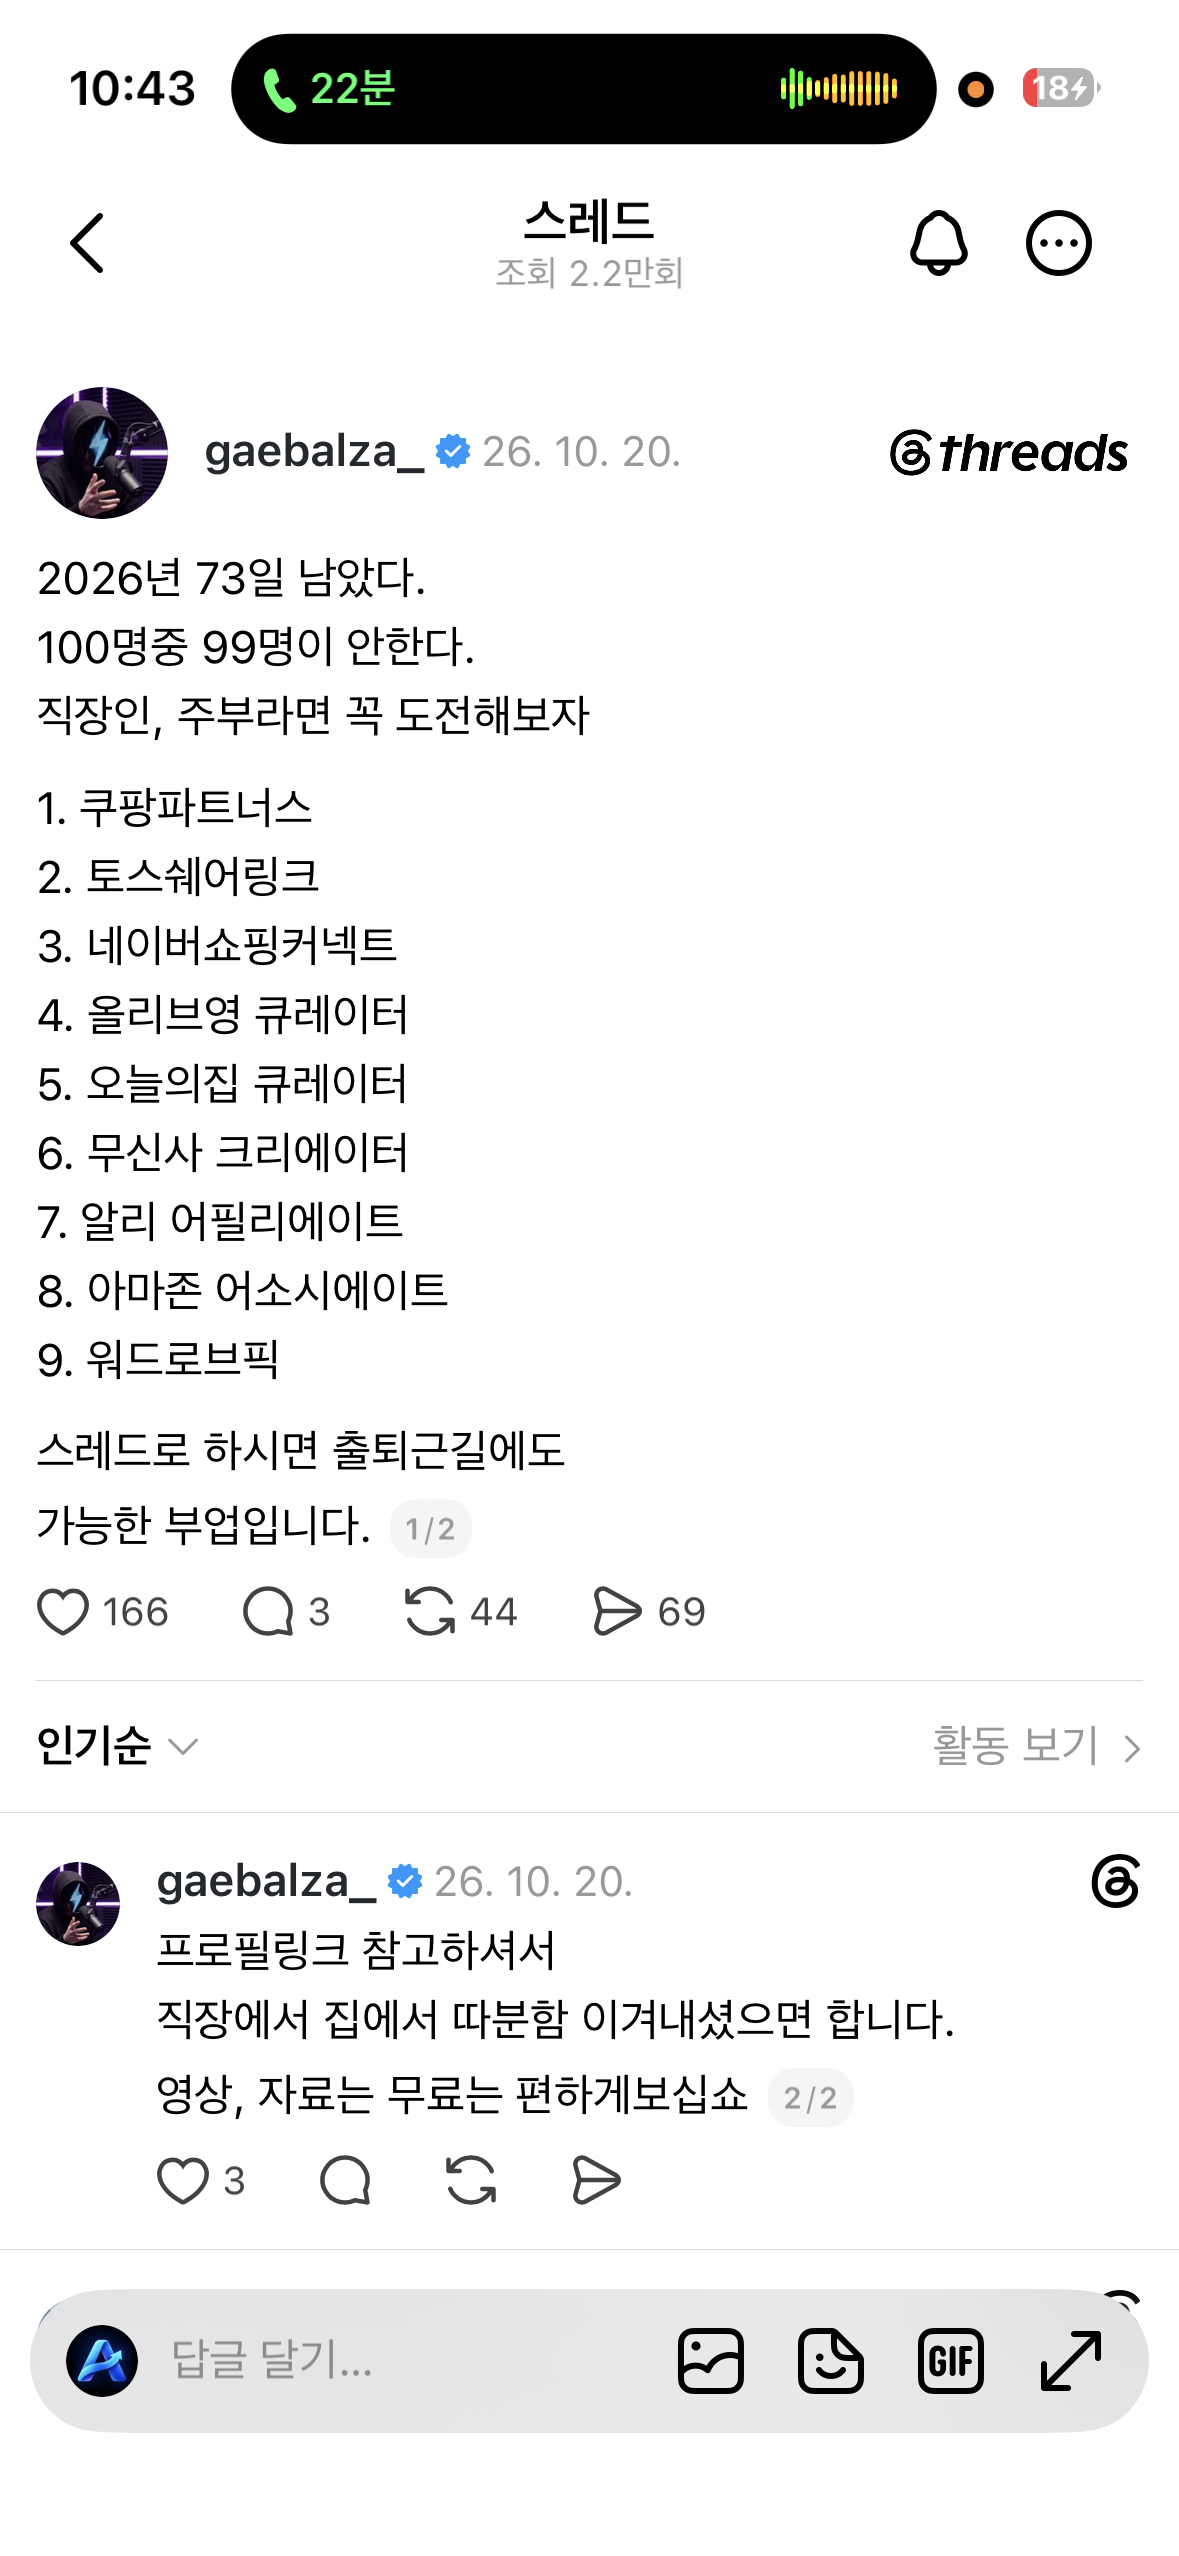 10:43
22분
18
스레드
조회 2.2만회
gaebalza_ 26. 10. 20.
threads
2026년 73일 남았다.
100명중 99명이 안한다.
직장인, 주부라면 꼭 도전해보자
1. 쿠팡파트너스
2. 토스쉐어링크
3. 네이버쇼핑커넥트
4. 올리브영 큐레이터
5. 오늘의집 큐레이터
6. 무신사 크리에이터
7. 알리 어필리에이트
8. 아마존 어소시에이트
9. 워드로브픽
스레드로 하시면 출퇴근길에도
가능한 부업입니다. 1/2
166 3 44 69
인기순
활동 보기
gaebalza_ 26. 10. 20.
프로필링크 참고하셔서
직장에서 집에서 따분함 이겨내셨으면 합니다.
영상, 자료는 무료는 편하게보십쇼 2/2
3
답글 달기...
GIF